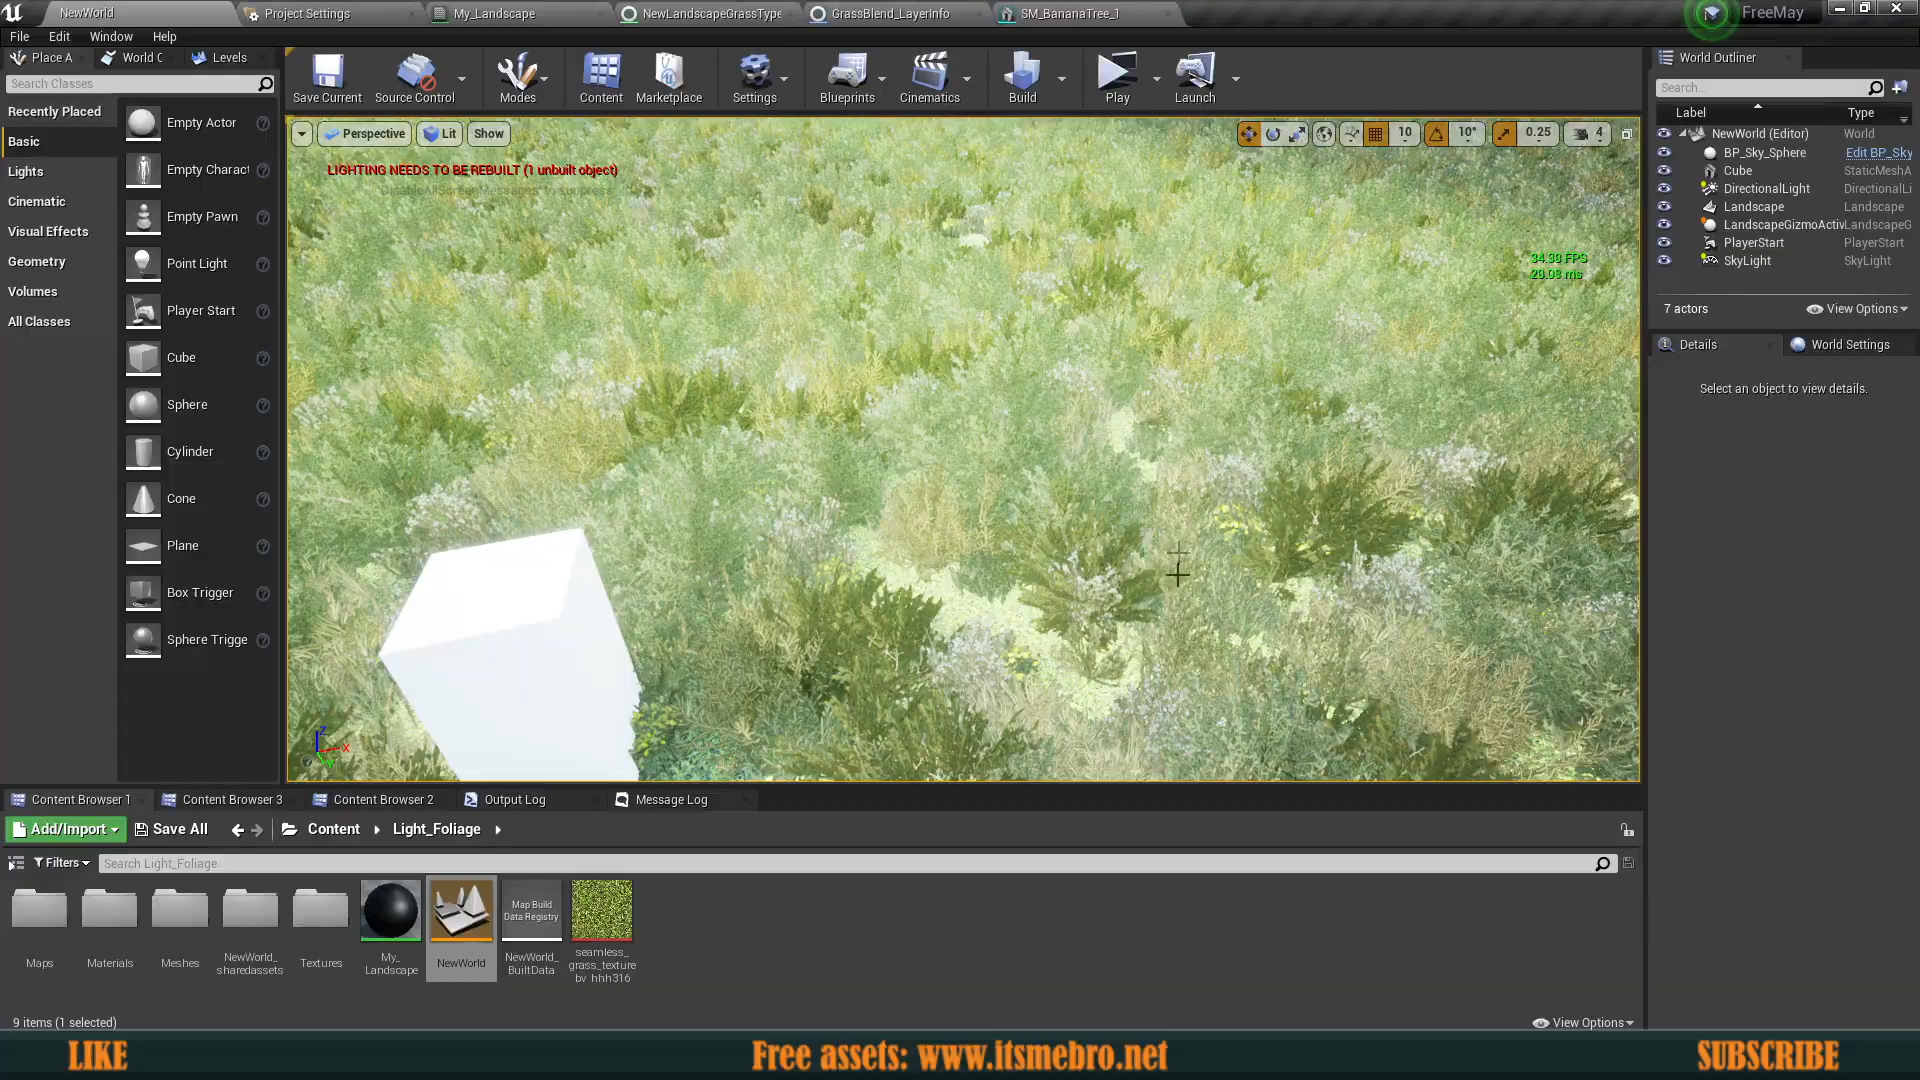 NewWorld
Project Settings
My_Landscape
NewLandscapeGrassType
GrassBlend_LayerInfo
SM_BananaTree_1
FreeMay
File
Edit
Window
Help
Place A
World C
Levels
Search Classes
Recently Placed
Basic
Lights
Cinematic
Visual Effects
Geometry
Volumes
All Classes
Empty Actor
Empty Charact
Empty Pawn
Point Light
Player Start
Cube
Sphere
Cylinder
Cone
Plane
Box Trigger
Sphere Trigge
Save Current
Source Control
Modes
Content
Marketplace
Settings
Blueprints
Cinematics
Build
Play
Launch
Perspective
Lit
Show
10
10°
0.25
4
LIGHTING NEEDS TO BE REBUILT (1 unbuilt object)
'DisableAllScreenMessages' to suppress
34.33 FPS
Z
X
Y
World Outliner
Search...
Label
Type
NewWorld (Editor)
World
BP_Sky_Sphere
Edit BP_Sky
Cube
StaticMeshA
DirectionalLight
DirectionalLi
Landscape
Landscape
LandscapeGizmoActiv
LandscapeG
PlayerStart
PlayerStart
SkyLight
SkyLight
7 actors
View Options
Details
World Settings
Select an object to view details.
Content Browser 1
Content Browser 3
Content Browser 2
Output Log
Message Log
Add/Import
Save All
Content
Light_Foliage
Filters
Search Light_Foliage
Map Build
Data Registry
Maps
Materials
Meshes
NewWorld_
sharedassets
Textures
My_
Landscape
NewWorld
NewWorld_
BuiltData
seamless_
grass_texture
by_hhh316
9 items (1 selected)
View Options
LIKE
Free assets: www.itsmebro.net
SUBSCRIBE